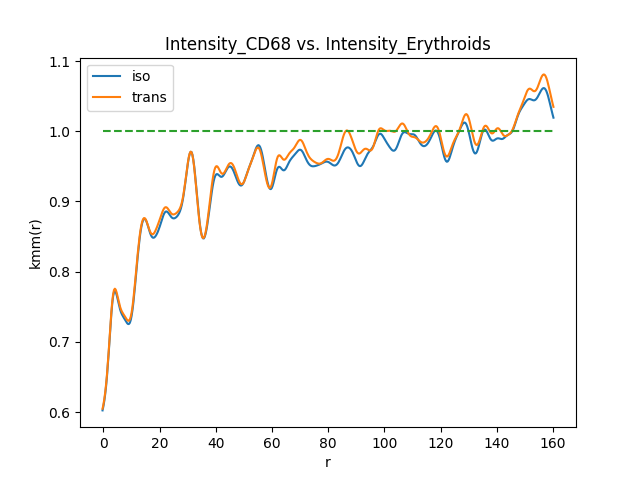 Intensity_CD68 vs. Intensity_Erythroids
iso
trans
1.1
1.0
0.9
0.8
0.7
0.6
kmm(r)
0 20 40 60 80 100 120 140 160
r